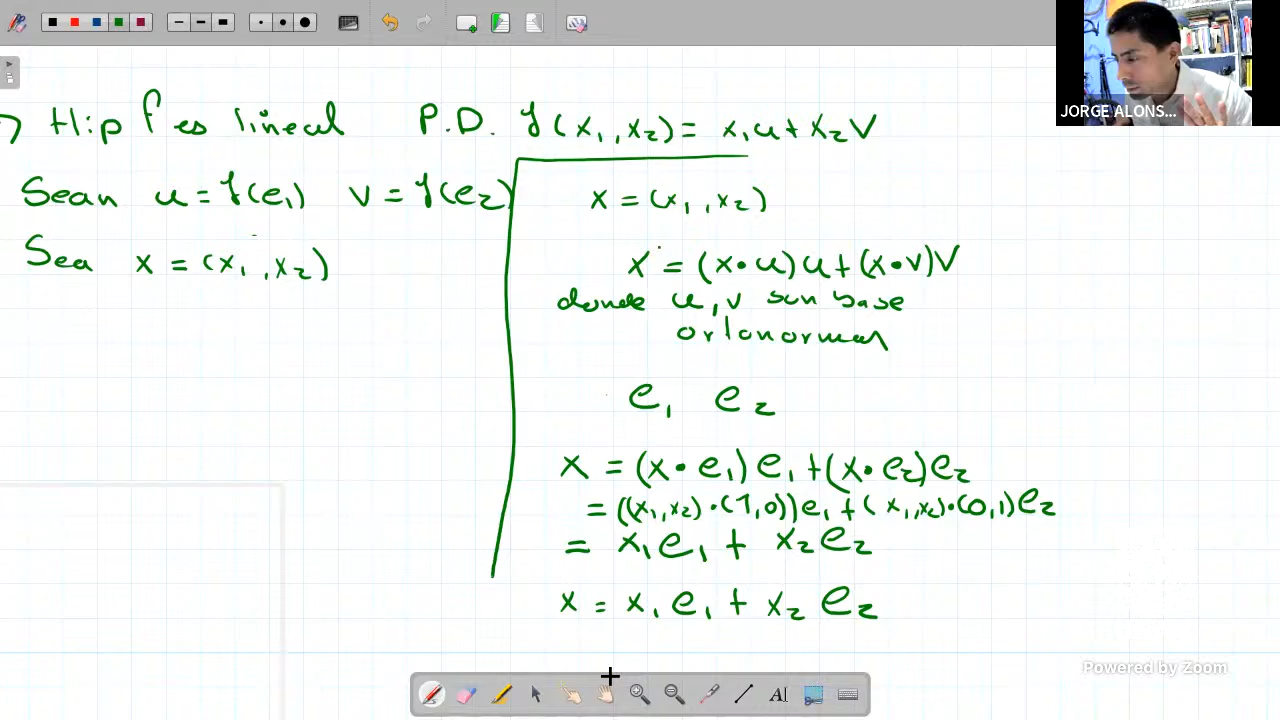 ⇒ Hip f es lineal P.D. f(x₁,x₂)= x₁u+x₂v
Sean u=f(e₁) v=f(e₂)
Sea x=(x₁,x₂)
x=(x₁,x₂)
x=(x•u)u+(x•v)v
donde u,v son base
ortonormal
e₁ e₂
x=(x•e₁)e₁+(x•e₂)e₂
=((x₁,x₂)•(1,0))e₁+(x₁,x₂)•(0,1)e₂
= x₁e₁+ x₂e₂
x=x₁e₁+x₂e₂
JORGE ALONS...
AI
Powered by Zoom